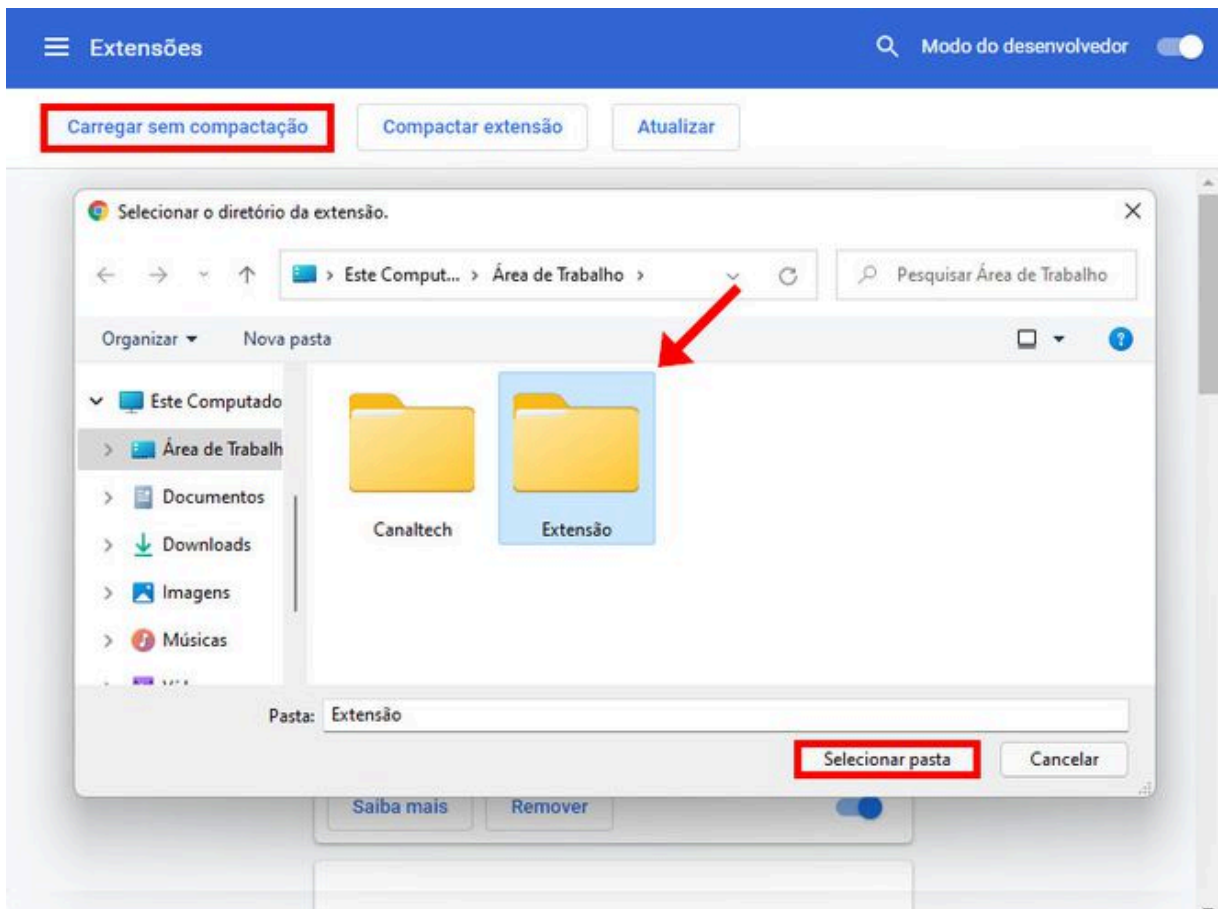 Extensões
Modo do desenvolvedor
Carregar sem compactação
Compactar extensão
Atualizar
Selecionar o diretório da extensão.
Este Comput... > Área de Trabalho >
Pesquisar Área de Trabalho
Organizar
Nova pasta
Este Computado
Área de Trabalh
Documentos
Downloads
Imagens
Músicas
Canaltech
Extensão
Pasta: Extensão
Selecionar pasta
Cancelar
Saiba mais
Remover